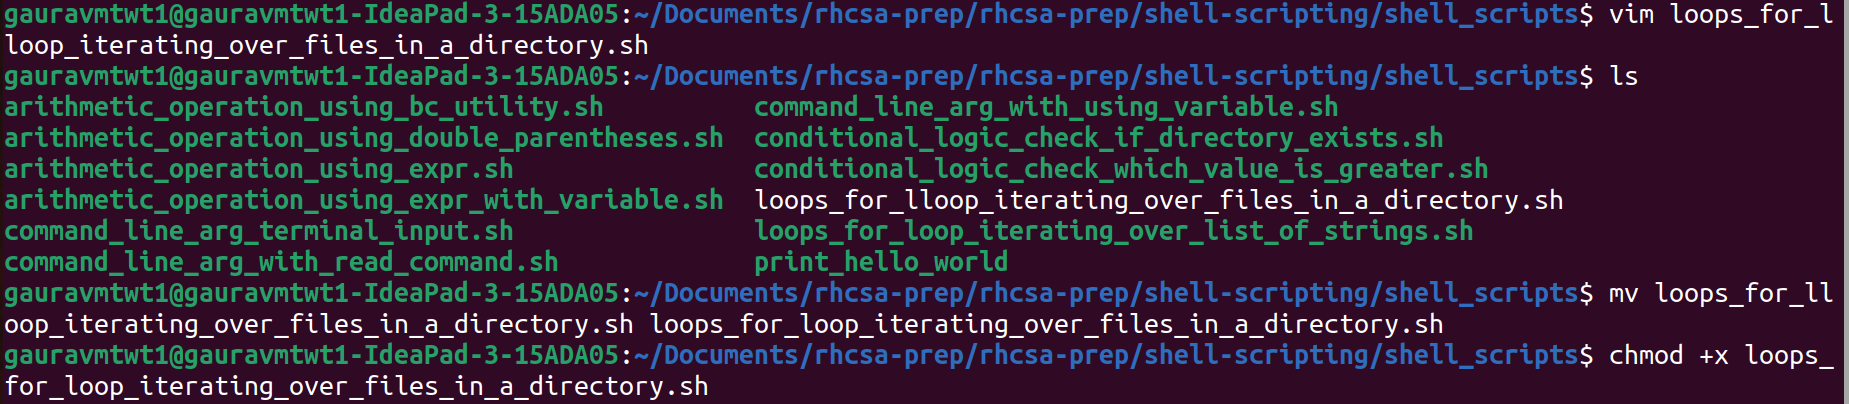 gauravmtwt1@gauravmtwt1-IdeaPad-3-15ADA05:~/Documents/rhcsa-prep/rhcsa-prep/shell-scripting/shell_scripts$ vim loops_for_l
loop_iterating_over_files_in_a_directory.sh
gauravmtwt1@gauravmtwt1-IdeaPad-3-15ADA05:~/Documents/rhcsa-prep/rhcsa-prep/shell-scripting/shell_scripts$ ls
arithmetic_operation_using_bc_utility.sh          command_line_arg_with_using_variable.sh
arithmetic_operation_using_double_parentheses.sh  conditional_logic_check_if_directory_exists.sh
arithmetic_operation_using_expr.sh                conditional_logic_check_which_value_is_greater.sh
arithmetic_operation_using_expr_with_variable.sh  loops_for_lloop_iterating_over_files_in_a_directory.sh
command_line_arg_terminal_input.sh                loops_for_loop_iterating_over_list_of_strings.sh
command_line_arg_with_read_command.sh             print_hello_world
gauravmtwt1@gauravmtwt1-IdeaPad-3-15ADA05:~/Documents/rhcsa-prep/rhcsa-prep/shell-scripting/shell_scripts$ mv loops_for_ll
oop_iterating_over_files_in_a_directory.sh loops_for_loop_iterating_over_files_in_a_directory.sh
gauravmtwt1@gauravmtwt1-IdeaPad-3-15ADA05:~/Documents/rhcsa-prep/rhcsa-prep/shell-scripting/shell_scripts$ chmod +x loops_
for_loop_iterating_over_files_in_a_directory.sh